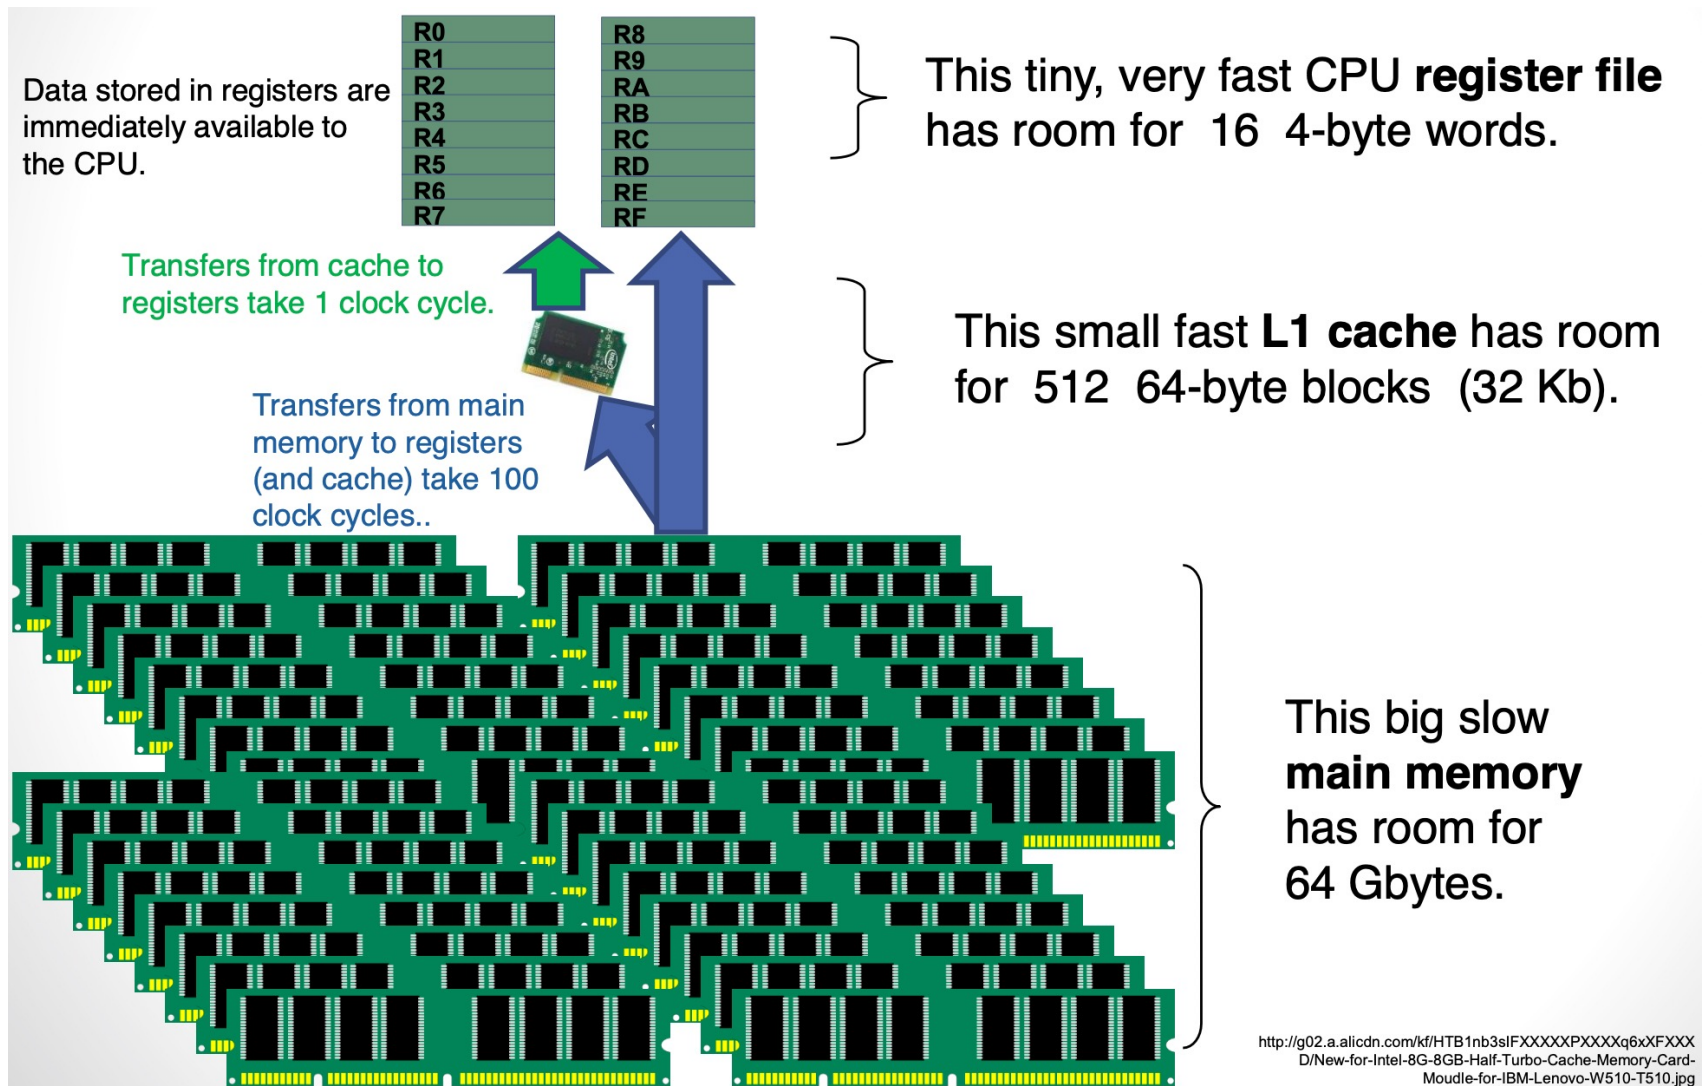 Data stored in registers are
immediately available to
the CPU.
R0
R1
R2
R3
R4
R5
R6
R7
R8
R9
RA
RB
RC
RD
RE
RF
This tiny, very fast CPU register file
has room for 16 4-byte words.
Transfers from cache to
registers take 1 clock cycle.
This small fast L1 cache has room
for 512 64-byte blocks (32 Kb).
Transfers from main
memory to registers
(and cache) take 100
clock cycles..
This big slow
main memory
has room for
64 Gbytes.
http://g02.a.alicdn.com/kf/HTB1nb3sIFXXXXXPXXXXq6xXFXXX
D/New-for-Intel-8G-8GB-Half-Turbo-Cache-Memory-Card-
Moudle-for-IBM-Lenovo-W510-T510.jpg